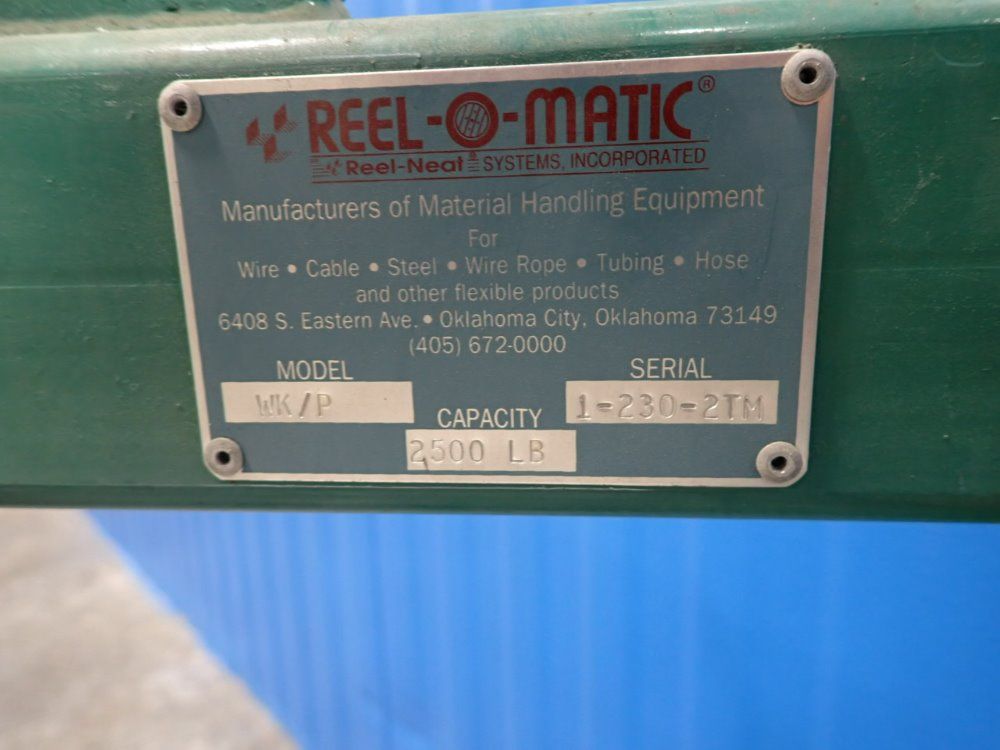 REEL-O-MATIC®
Reel-Neat SYSTEMS, INCORPORATED
Manufacturers of Material Handling Equipment
For
Wire • Cable • Steel • Wire Rope • Tubing • Hose
and other flexible products
6408 S. Eastern Ave. • Oklahoma City, Oklahoma 73149
(405) 672-0000
MODEL SERIAL
WK/P 1-230-2TM
CAPACITY
2500 LB